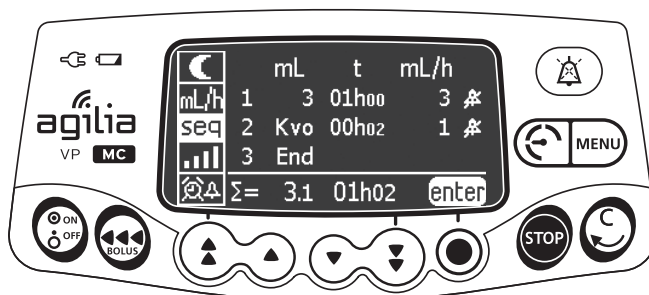 mL t mL/h
mL/h 1 3 01h00 3
seq 2 Kvo 00h02 1
3 End
Σ= 3.1 01h02 enter
agilia
VP MC
MENU
ON
OFF
BOLUS
STOP
C